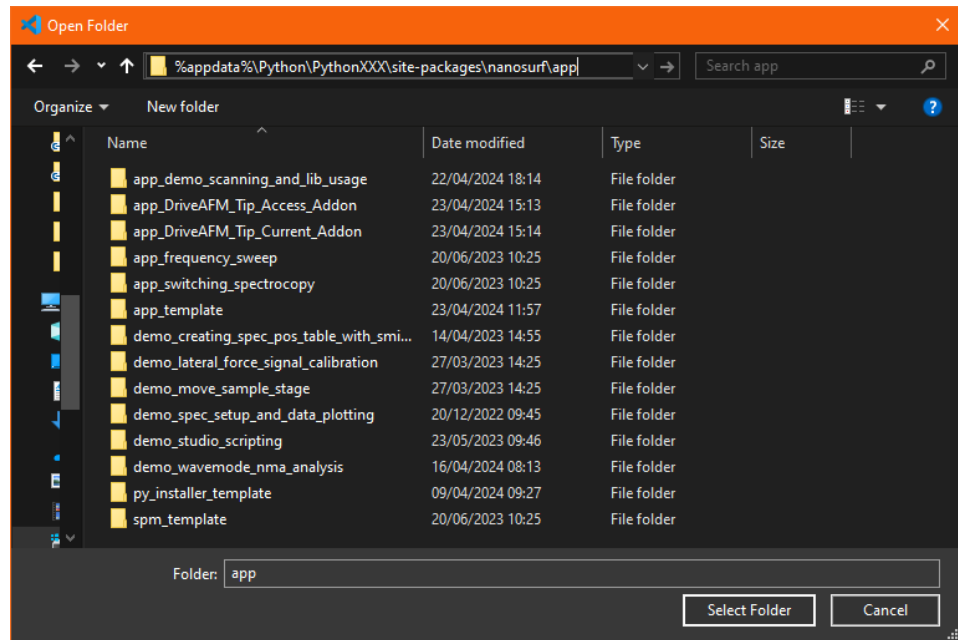 Open Folder
%appdata%\Python\PythonXXX\site-packages\nanosurf\app
Search app
Organize
New folder
Name Date modified Type Size
app_demo_scanning_and_lib_usage 22/04/2024 18:14 File folder
app_DriveAFM_Tip_Access_Addon 23/04/2024 15:13 File folder
app_DriveAFM_Tip_Current_Addon 23/04/2024 15:14 File folder
app_frequency_sweep 20/06/2023 10:25 File folder
app_switching_spectrocopy 20/06/2023 10:25 File folder
app_template 23/04/2024 11:57 File folder
demo_creating_spec_pos_table_with_smi... 14/04/2023 14:55 File folder
demo_lateral_force_signal_calibration 27/03/2023 14:25 File folder
demo_move_sample_stage 27/03/2023 14:25 File folder
demo_spec_setup_and_data_plotting 20/12/2022 09:45 File folder
demo_studio_scripting 23/05/2023 09:46 File folder
demo_wavemode_nma_analysis 16/04/2024 08:13 File folder
py_installer_template 09/04/2024 09:27 File folder
spm_template 20/06/2023 10:25 File folder
Folder: app
Select Folder Cancel